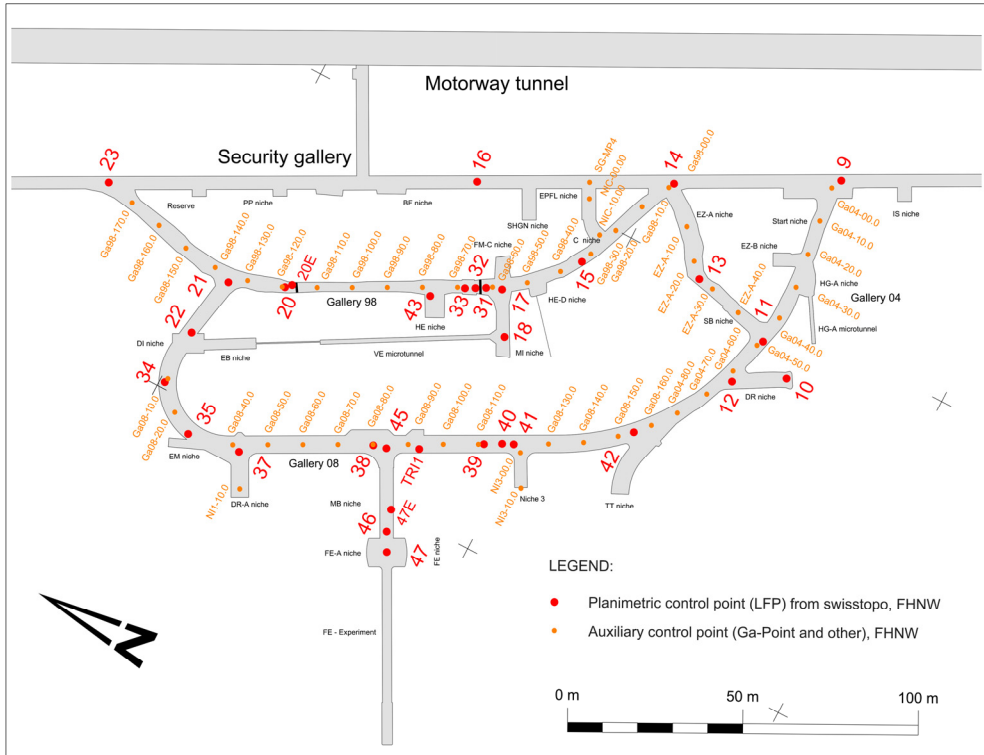 Motorway tunnel
Security gallery
23
16
14
9
SG-MP4
NIC-00.00
NIC-10.00
Ga98-00.0
Reserve
PP niche
BF niche
EPFL niche
SHGN niche
C niche
EZ-A niche
Start niche
IS niche
Ga04-00.0
Ga04-10.0
Ga04-20.0
Ga98-170.0
Ga98-160.0
Ga98-150.0
Ga98-140.0
Ga98-130.0
Ga98-120.0
Ga98-110.0
Ga98-100.0
Ga98-90.0
Ga98-80.0
Ga98-70.0
FM-C niche
Ga98-50.0
Ga98-40.0
Ga98-30.0
Ga98-20.0
Ga98-10.0
EZ-A-10.0
EZ-B niche
HG-A niche
Gallery 04
21
20
20E
Gallery 98
43
33
32
31
17
15
13
11
HE niche
HE-D niche
EZ-A-20.0
EZ-A-30.0
EZ-A-40.0
SB niche
Ga04-30.0
HG-A microtunnel
Ga04-40.0
Ga04-50.0
Ga04-60.0
Ga04-70.0
Ga04-80.0
22
DI niche
EB niche
VE microtunnel
18
MI niche
34
35
Ga08-10.0
Ga08-20.0
Ga08-40.0
Ga08-50.0
Ga08-60.0
Ga08-70.0
Ga08-80.0
45
Ga08-90.0
Ga08-100.0
Ga08-110.0
40
41
Ga08-130.0
Ga08-140.0
Ga08-150.0
Ga08-160.0
12
DR niche
10
EM niche
37
Gallery 08
38
TRI1
39
NI3-00.0
NI3-10.0
42
NI1-10.0
DR-A niche
MB niche
47E
Niche 3
TT niche
46
FE-A niche
47
FE niche
FE - Experiment
N
LEGEND:
Planimetric control point (LFP) from swisstopo, FHNW
Auxiliary control point (Ga-Point and other), FHNW
0 m
50 m
100 m